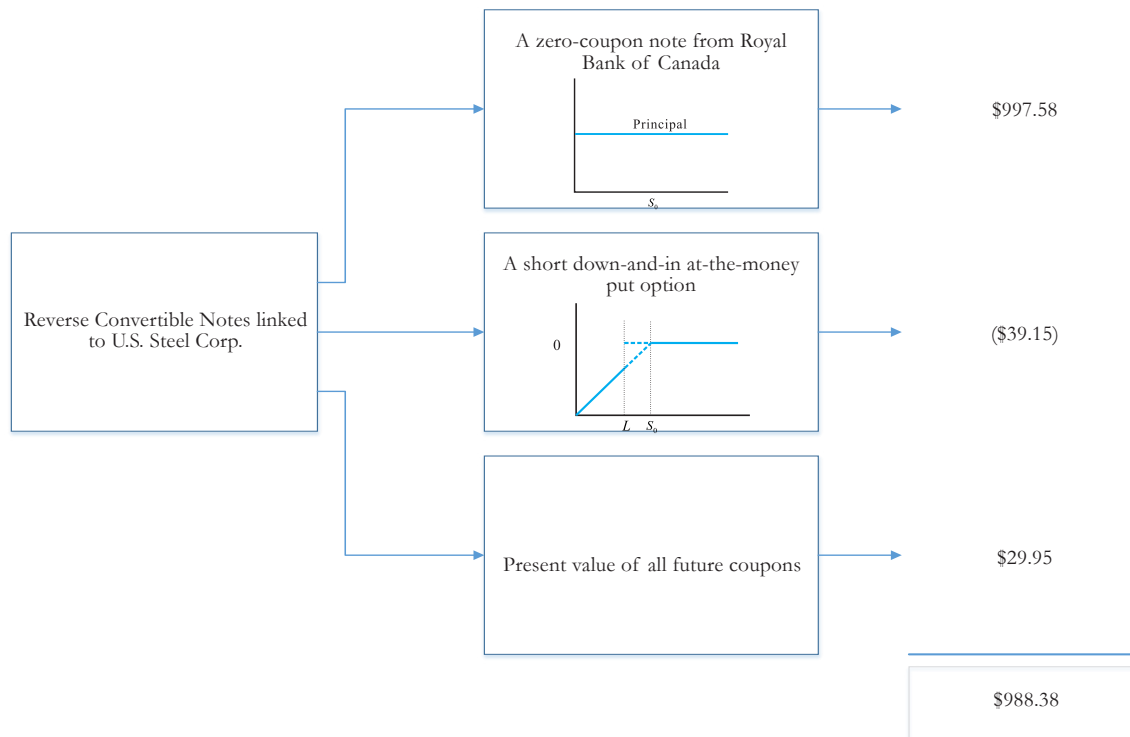 A zero-coupon note from Royal
Bank of Canada
Principal
S₀
$997.58
Reverse Convertible Notes linked
to U.S. Steel Corp.
A short down-and-in at-the-money
put option
0
L S₀
($39.15)
Present value of all future coupons
$29.95
$988.38